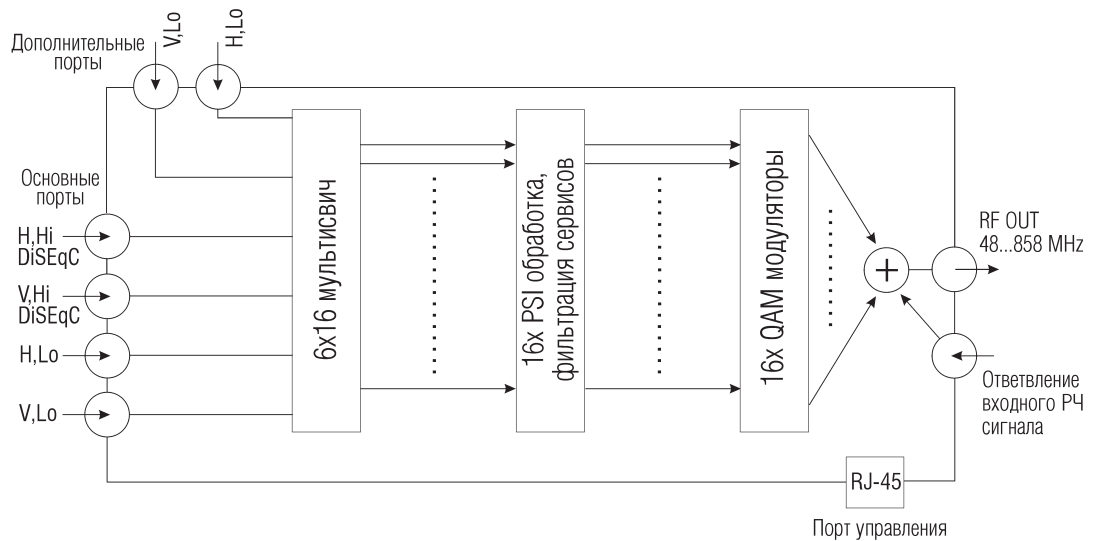 Дополнительные
порты
V,Lo
H,Lo
Основные
порты
H,Hi
DiSEqC
V,Hi
DiSEqC
H,Lo
V,Lo
6x16 мультисвич
16x PSI обработка,
фильтрация сервисов
16x QAM модуляторы
+
RF OUT
48...858 MHz
Ответвление
входного РЧ
сигнала
RJ-45
Порт управления